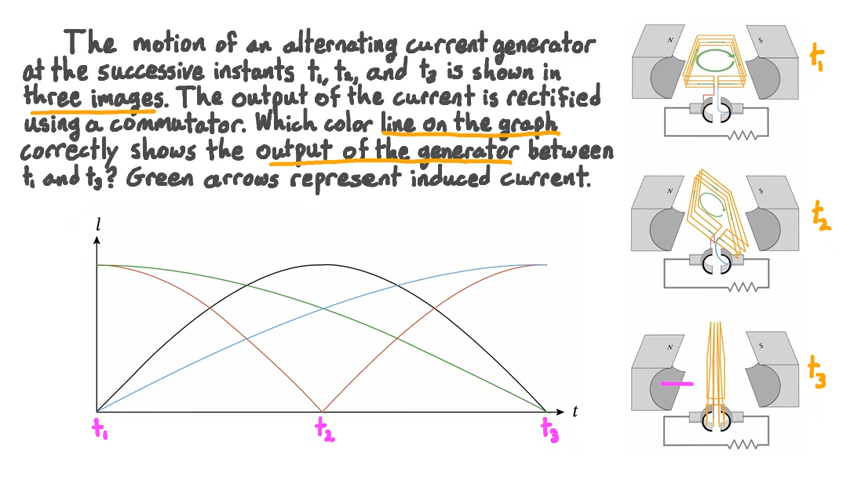 The motion of an alternating current generator
at the successive instants t₁, t₂, and t₃ is shown in
three images. The output of the current is rectified
using a commutator. Which color line on the graph
correctly shows the output of the generator between
t₁ and t₃? Green arrows represent induced current.
N S t₁
N S t₂
N S t₃
I
t
t₁ t₂ t₃